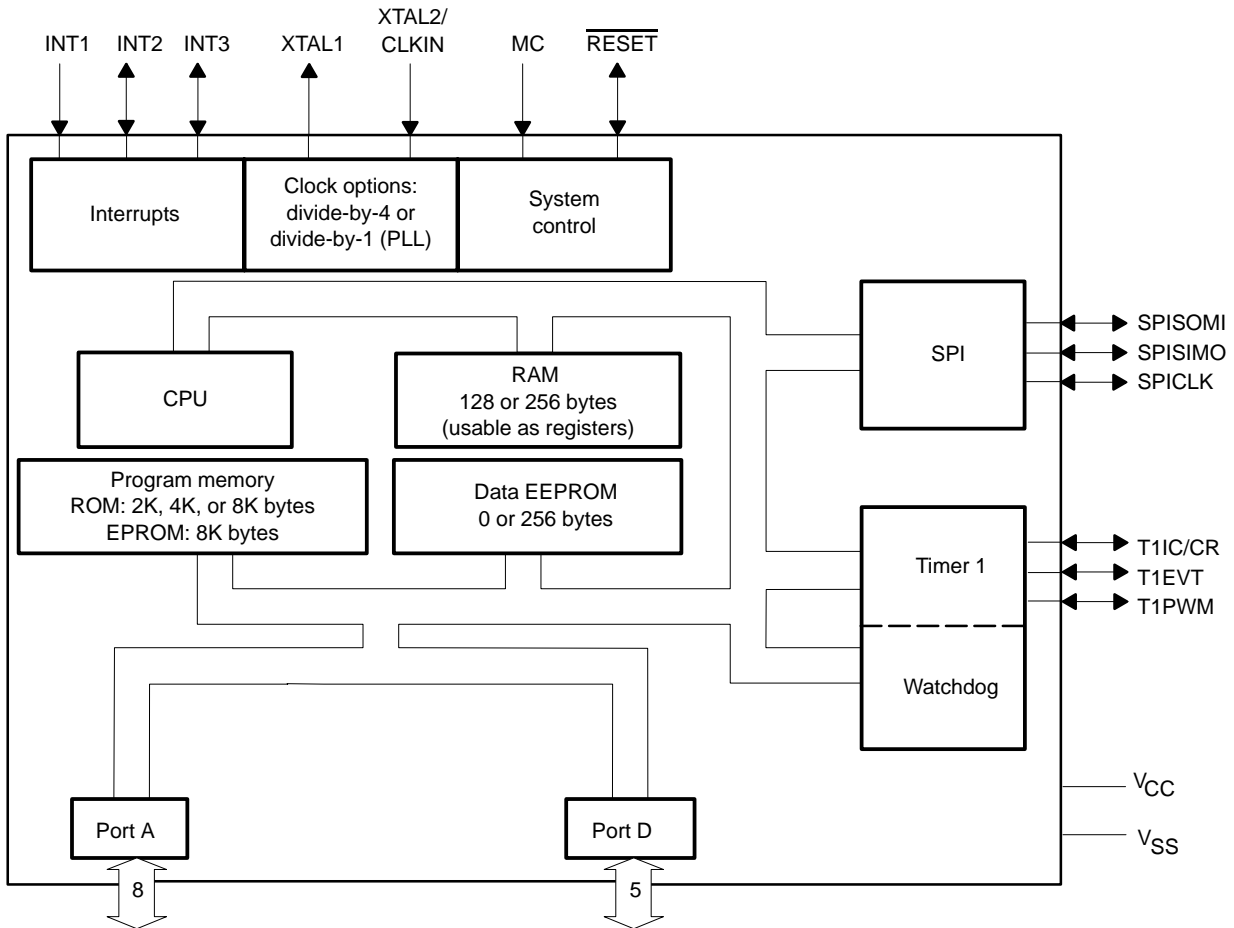 INT1
INT2
INT3
XTAL1
XTAL2/
CLKIN
MC
RESET
Interrupts
Clock options:
divide-by-4 or
divide-by-1 (PLL)
System
control
CPU
RAM
128 or 256 bytes
(usable as registers)
SPI
SPISOMI
SPISIMO
SPICLK
Program memory
ROM: 2K, 4K, or 8K bytes
EPROM: 8K bytes
Data EEPROM
0 or 256 bytes
Timer 1
T1IC/CR
T1EVT
T1PWM
Watchdog
VCC
VSS
Port A
Port D
8
5